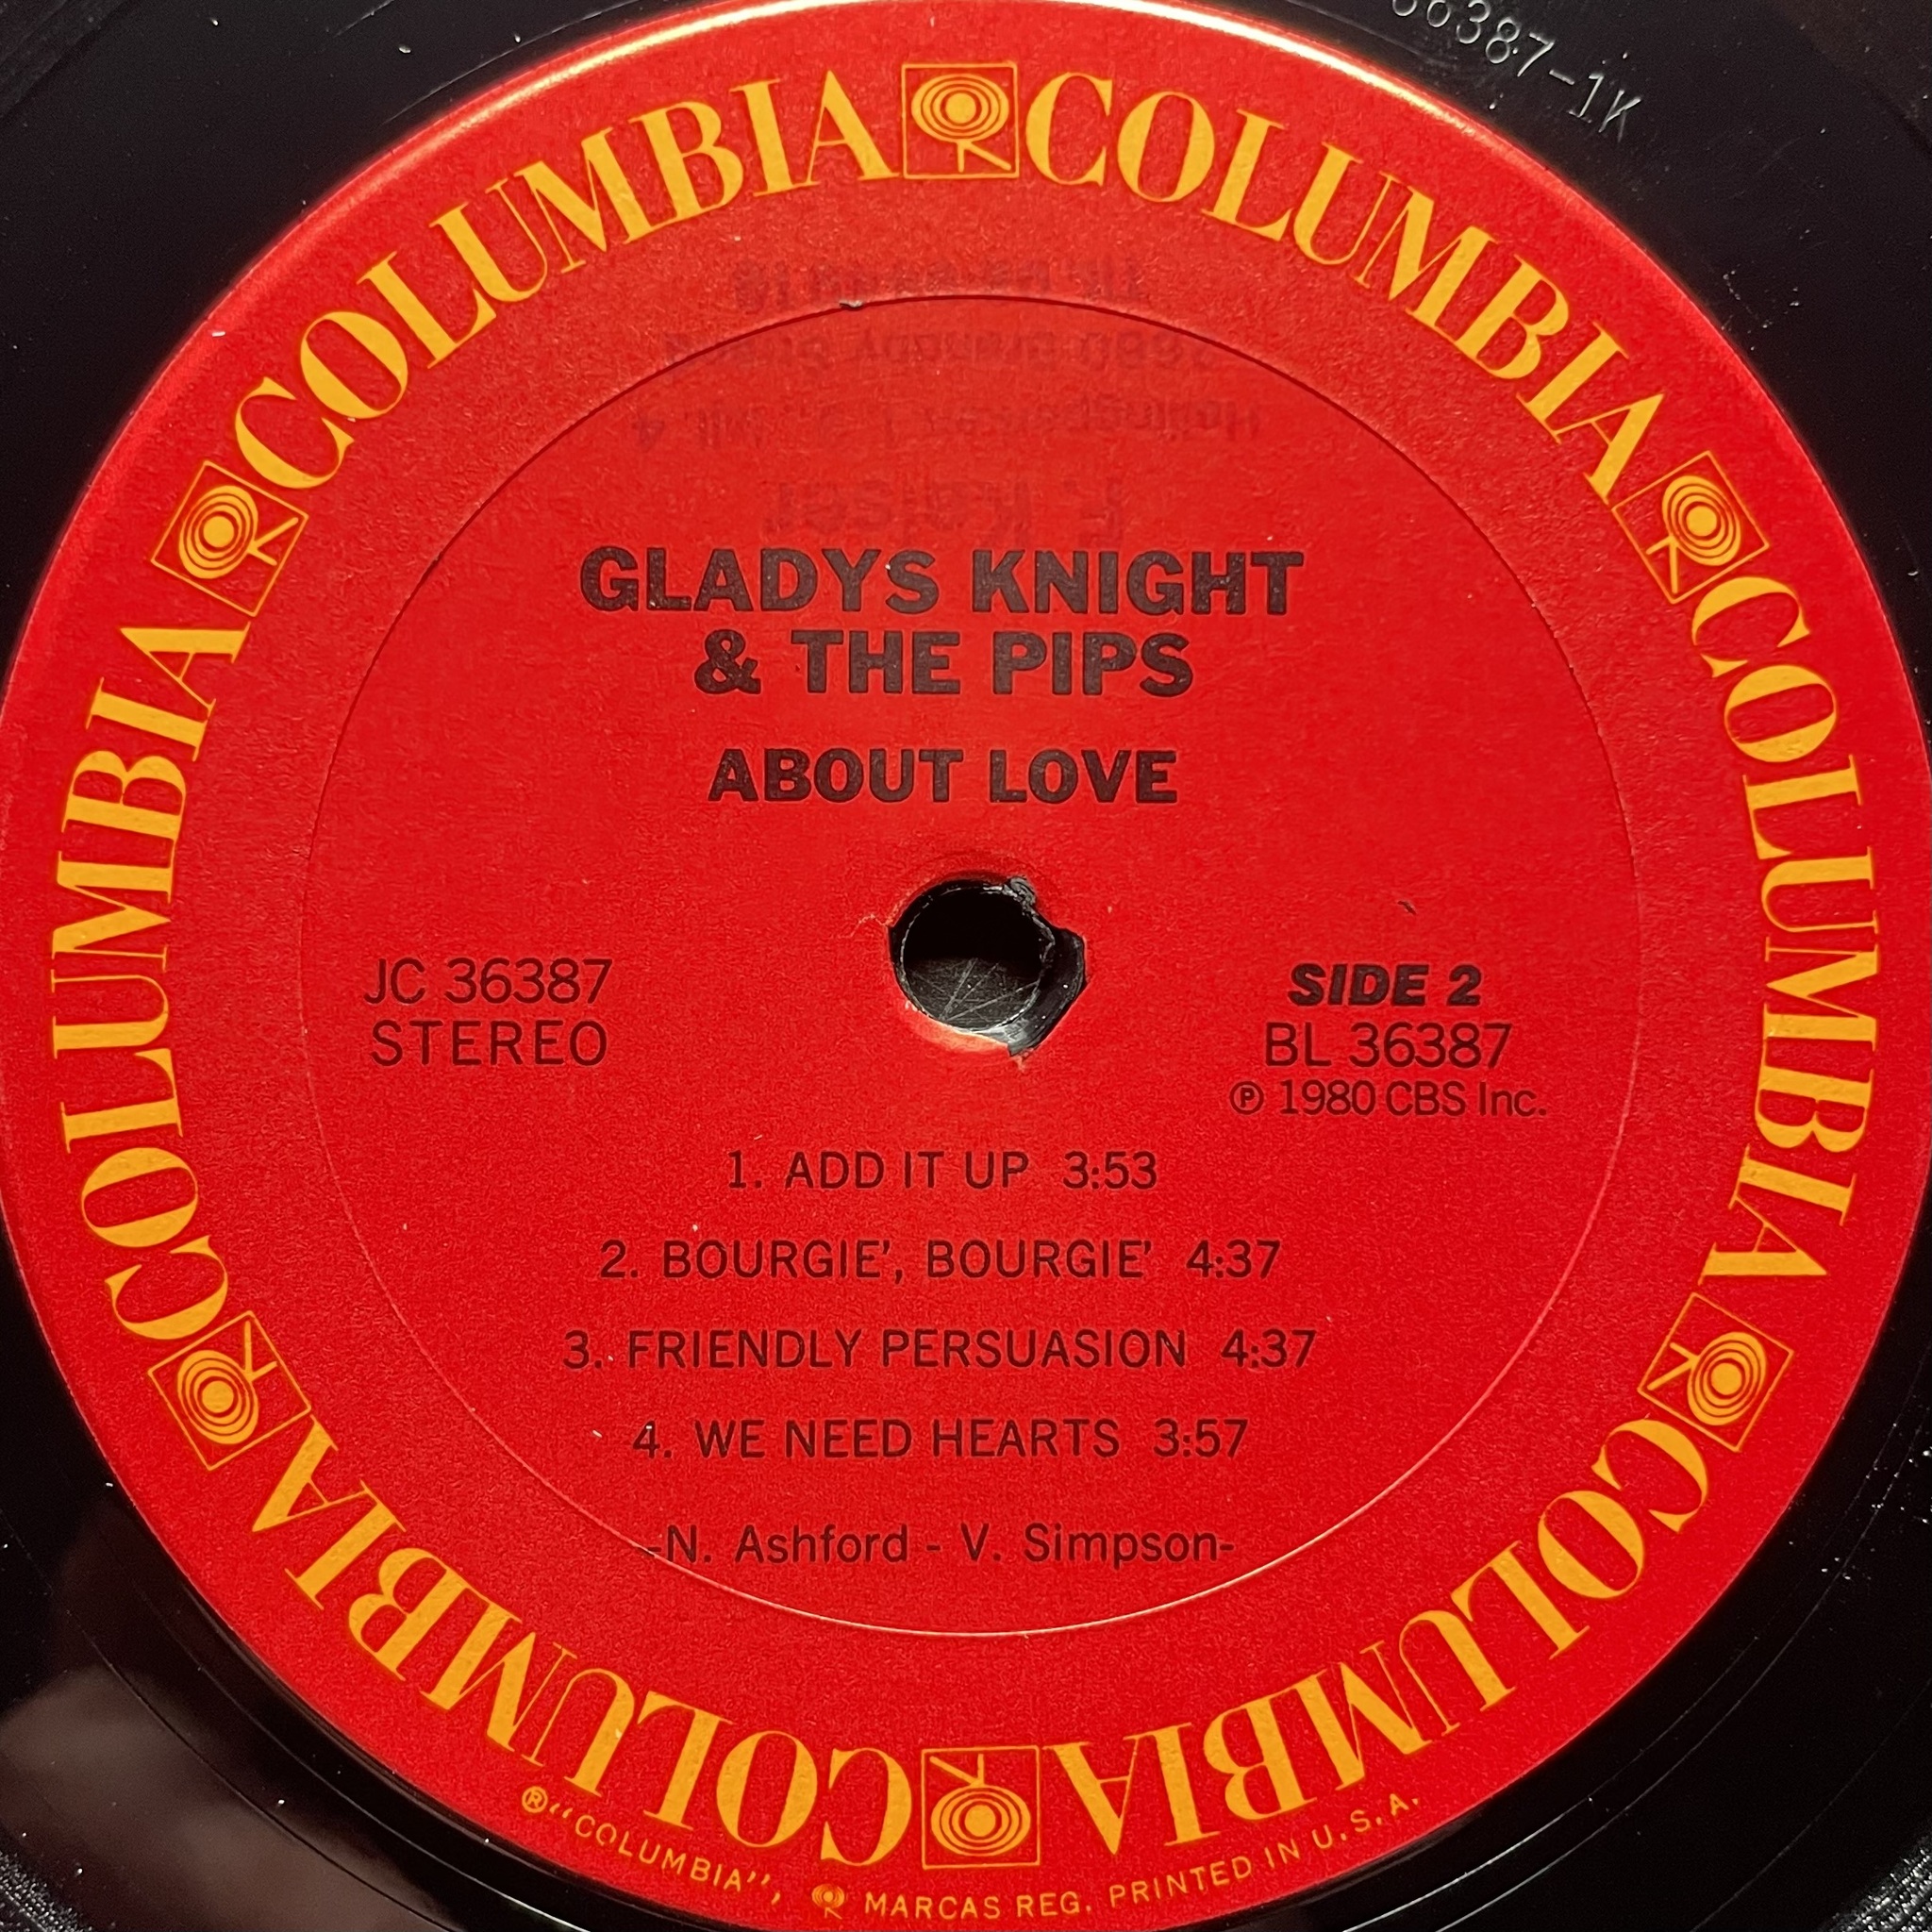 36387-1K
COLUMBIA COLUMBIA COLUMBIA COLUMBIA COLUMBIA COLUMBIA
GLADYS KNIGHT
& THE PIPS
ABOUT LOVE
JC 36387
STEREO
SIDE 2
BL 36387
℗ 1980 CBS Inc.
1. ADD IT UP 3:53
2. BOURGIE', BOURGIE' 4:37
3. FRIENDLY PERSUASION 4:37
4. WE NEED HEARTS 3:57
-N. Ashford - V. Simpson-
®"COLUMBIA", MARCAS REG. PRINTED IN U.S.A.